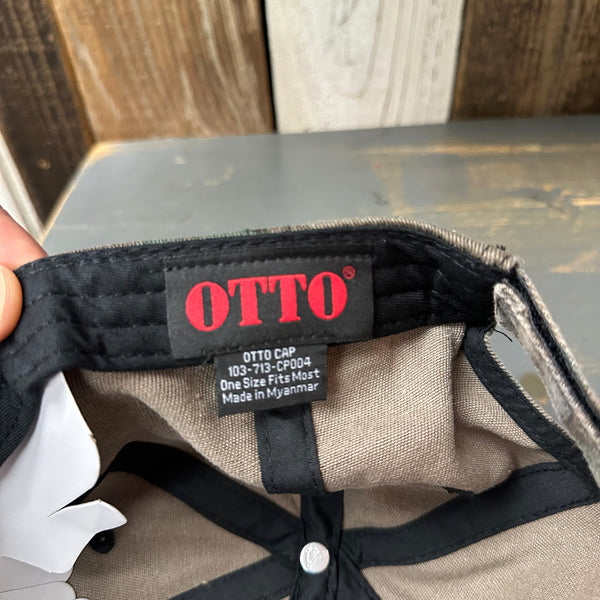 OTTO®
OTTO CAP
103-713-CP004
One Size Fits Most
Made in Myanmar